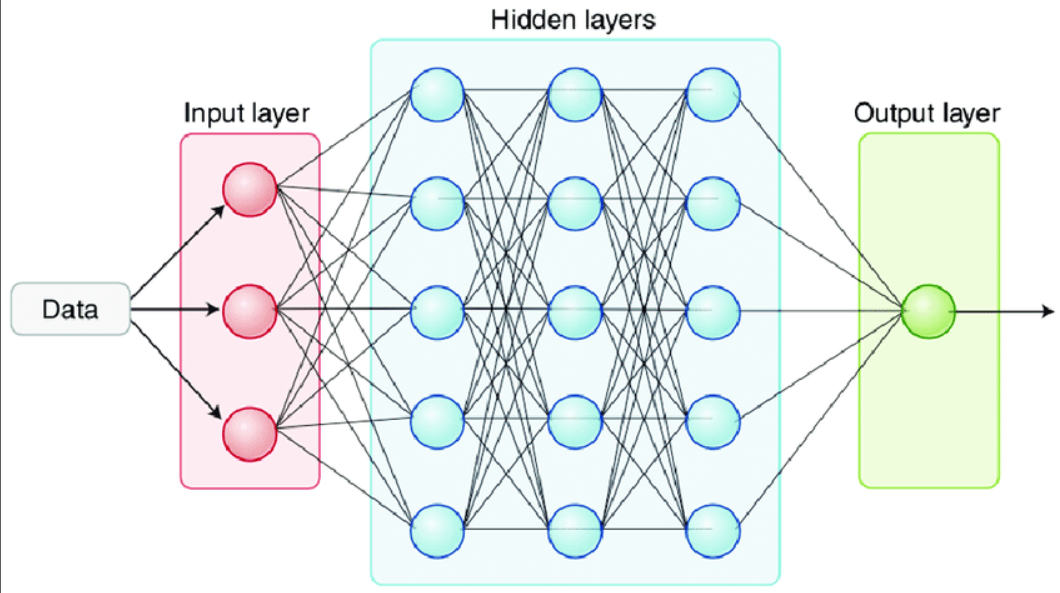 Hidden layers
Input layer
Output layer
Data